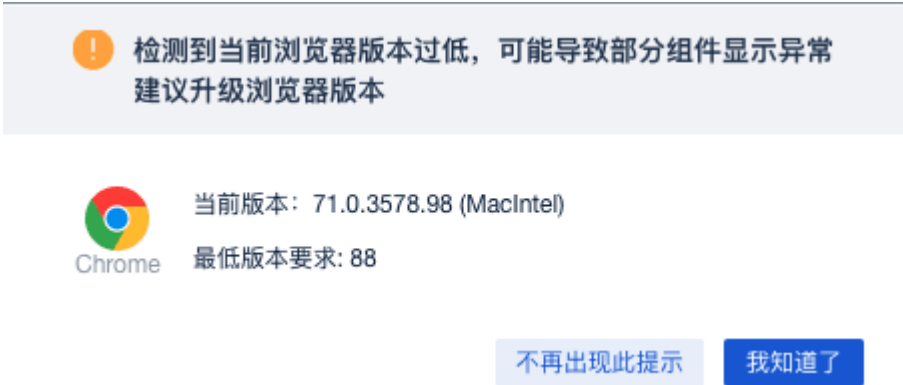 检测到当前浏览器版本过低，可能导致部分组件显示异常
建议升级浏览器版本
当前版本：71.0.3578.98 (MacIntel)
Chrome
最低版本要求: 88
不再出现此提示
我知道了